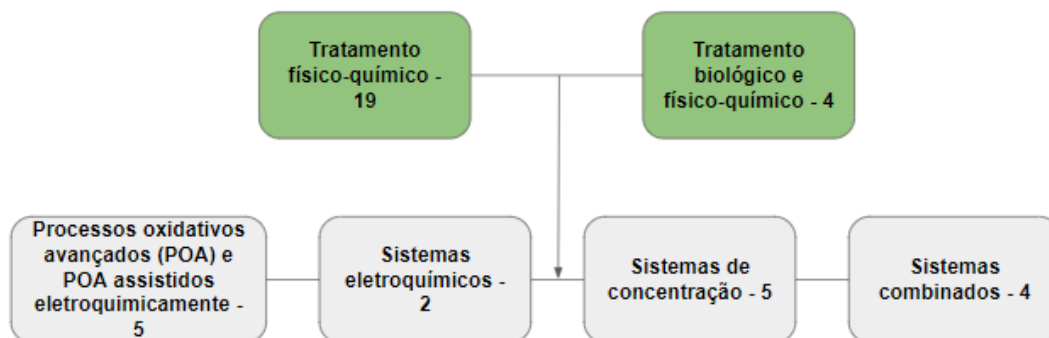 Tratamento
físico-químico -
19
Tratamento
biológico e
físico-químico - 4
Processos oxidativos
avançados (POA) e
POA assistidos
eletroquimicamente -
5
Sistemas
eletroquímicos -
2
Sistemas de
concentração - 5
Sistemas
combinados - 4